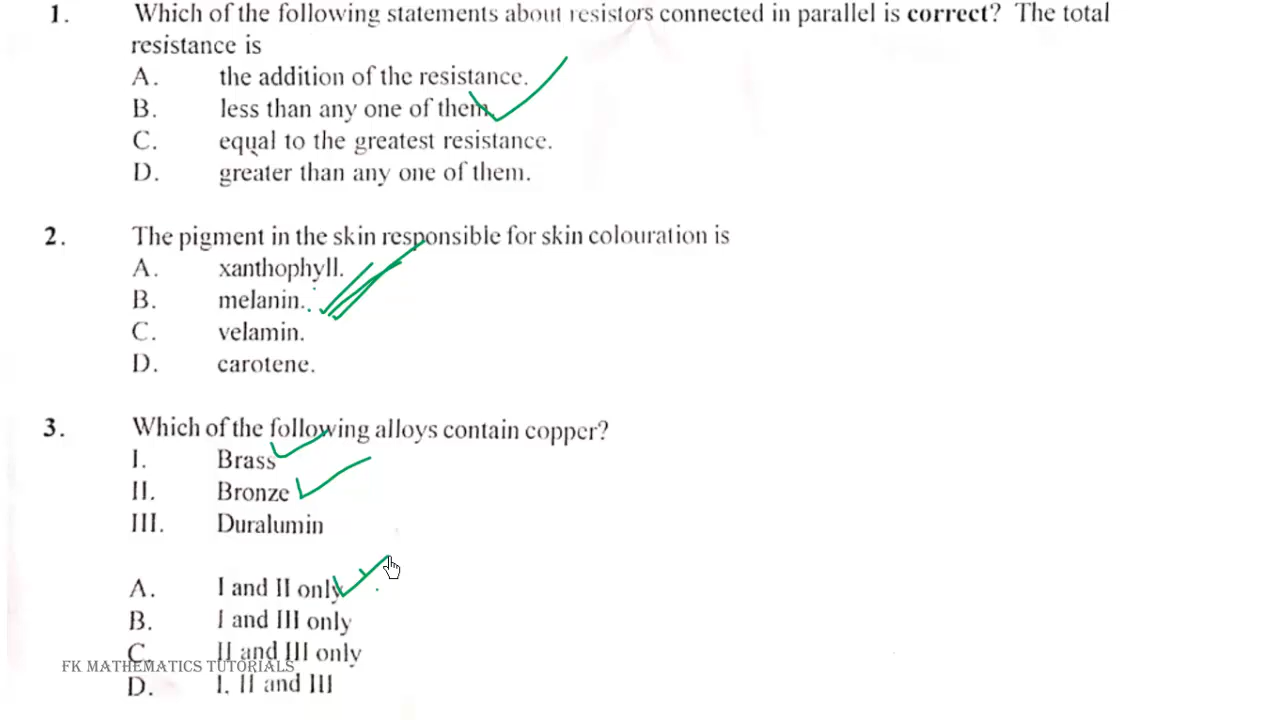 1. Which of the following statements about resistors connected in parallel is correct? The total
resistance is
A. the addition of the resistance.
B. less than any one of them.
C. equal to the greatest resistance.
D. greater than any one of them.
2. The pigment in the skin responsible for skin colouration is
A. xanthophyll.
B. melanin.
C. velamin.
D. carotene.
3. Which of the following alloys contain copper?
I. Brass
II. Bronze
III. Duralumin
A. I and II only
B. I and III only
C. II and III only
FK MATHEMATICS TUTORIALS
D. I. II and III